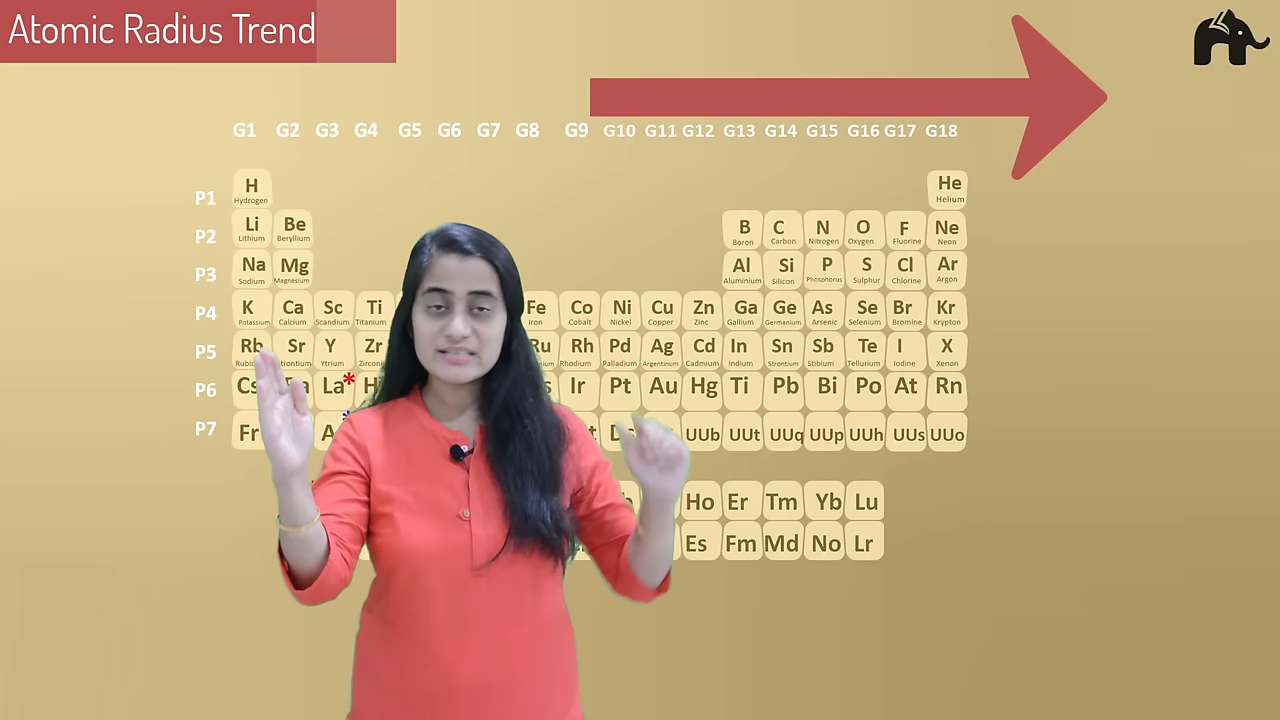 Atomic Radius Trend
G1 G2 G3 G4 G5 G6 G7 G8 G9 G10 G11 G12 G13 G14 G15 G16 G17 G18
P1 H He
Hydrogen Helium
P2 Li Be B C N O F Ne
Lithium Beryllium Boron Carbon Nitrogen Oxygen Fluorine Neon
P3 Na Mg Al Si P S Cl Ar
Sodium Magnesium Aluminium Silicon Phosphorus Sulphur Chlorine Argon
P4 K Ca Sc Ti Fe Co Ni Cu Zn Ga Ge As Se Br Kr
Potassium Calcium Scandium Titanium Iron Cobalt Nickel Copper Zinc Gallium Germanium Arsenic Selenium Bromine Krypton
P5 Rb Sr Y Zr Ru Rh Pd Ag Cd In Sn Sb Te I X
Yttrium Rhodium Palladium Argentinum Cadmium Indium Strontium Stibium Tellurium Iodine Xenon
P6 Cs La* Ir Pt Au Hg Ti Pb Bi Po At Rn
P7 Fr UUb UUt UUq UUp UUh UUs UUo
Ho Er Tm Yb Lu
Es Fm Md No Lr